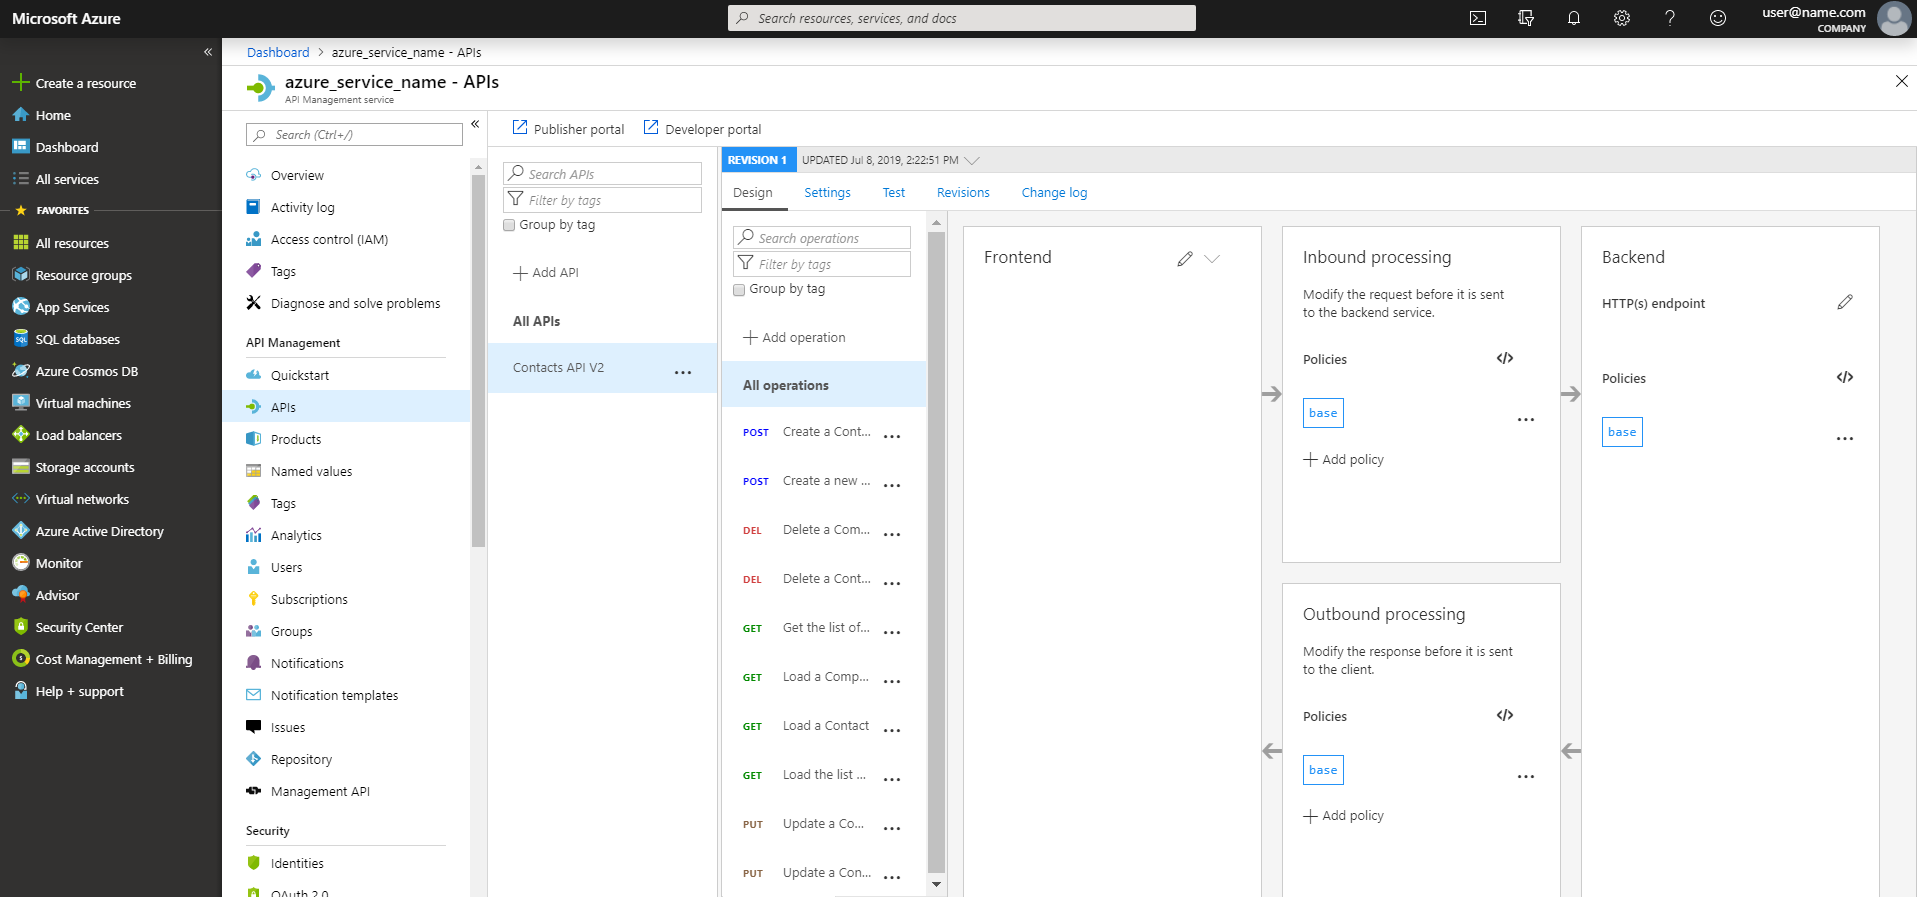 Microsoft Azure
Search resources, services, and docs
user@name.com
COMPANY
Create a resource
Home
Dashboard
All services
FAVORITES
All resources
Resource groups
App Services
SQL databases
Azure Cosmos DB
Virtual machines
Load balancers
Storage accounts
Virtual networks
Azure Active Directory
Monitor
Advisor
Security Center
Cost Management + Billing
Help + support
Dashboard > azure_service_name - APIs
azure_service_name - APIs
API Management service
Search (Ctrl+/)
Overview
Activity log
Access control (IAM)
Tags
Diagnose and solve problems
API Management
Quickstart
APIs
Products
Named values
Tags
Analytics
Users
Subscriptions
Groups
Notifications
Notification templates
Issues
Repository
Management API
Security
Identities
OAuth 2.0
Publisher portal
Developer portal
Search APIs
Filter by tags
Group by tag
Add API
All APIs
Contacts API V2
REVISION 1 UPDATED Jul 8, 2019, 2:22:51 PM
Design Settings Test Revisions Change log
Search operations
Filter by tags
Group by tag
Add operation
All operations
POST Create a Cont...
POST Create a new ...
DEL Delete a Com...
DEL Delete a Cont...
GET Get the list of...
GET Load a Comp...
GET Load a Contact
GET Load the list ...
PUT Update a Co...
PUT Update a Con...
Frontend
Inbound processing
Modify the request before it is sent
to the backend service.
Policies </>
base
Add policy
Outbound processing
Modify the response before it is sent
to the client.
Policies </>
base
Add policy
Backend
HTTP(s) endpoint
Policies </>
base